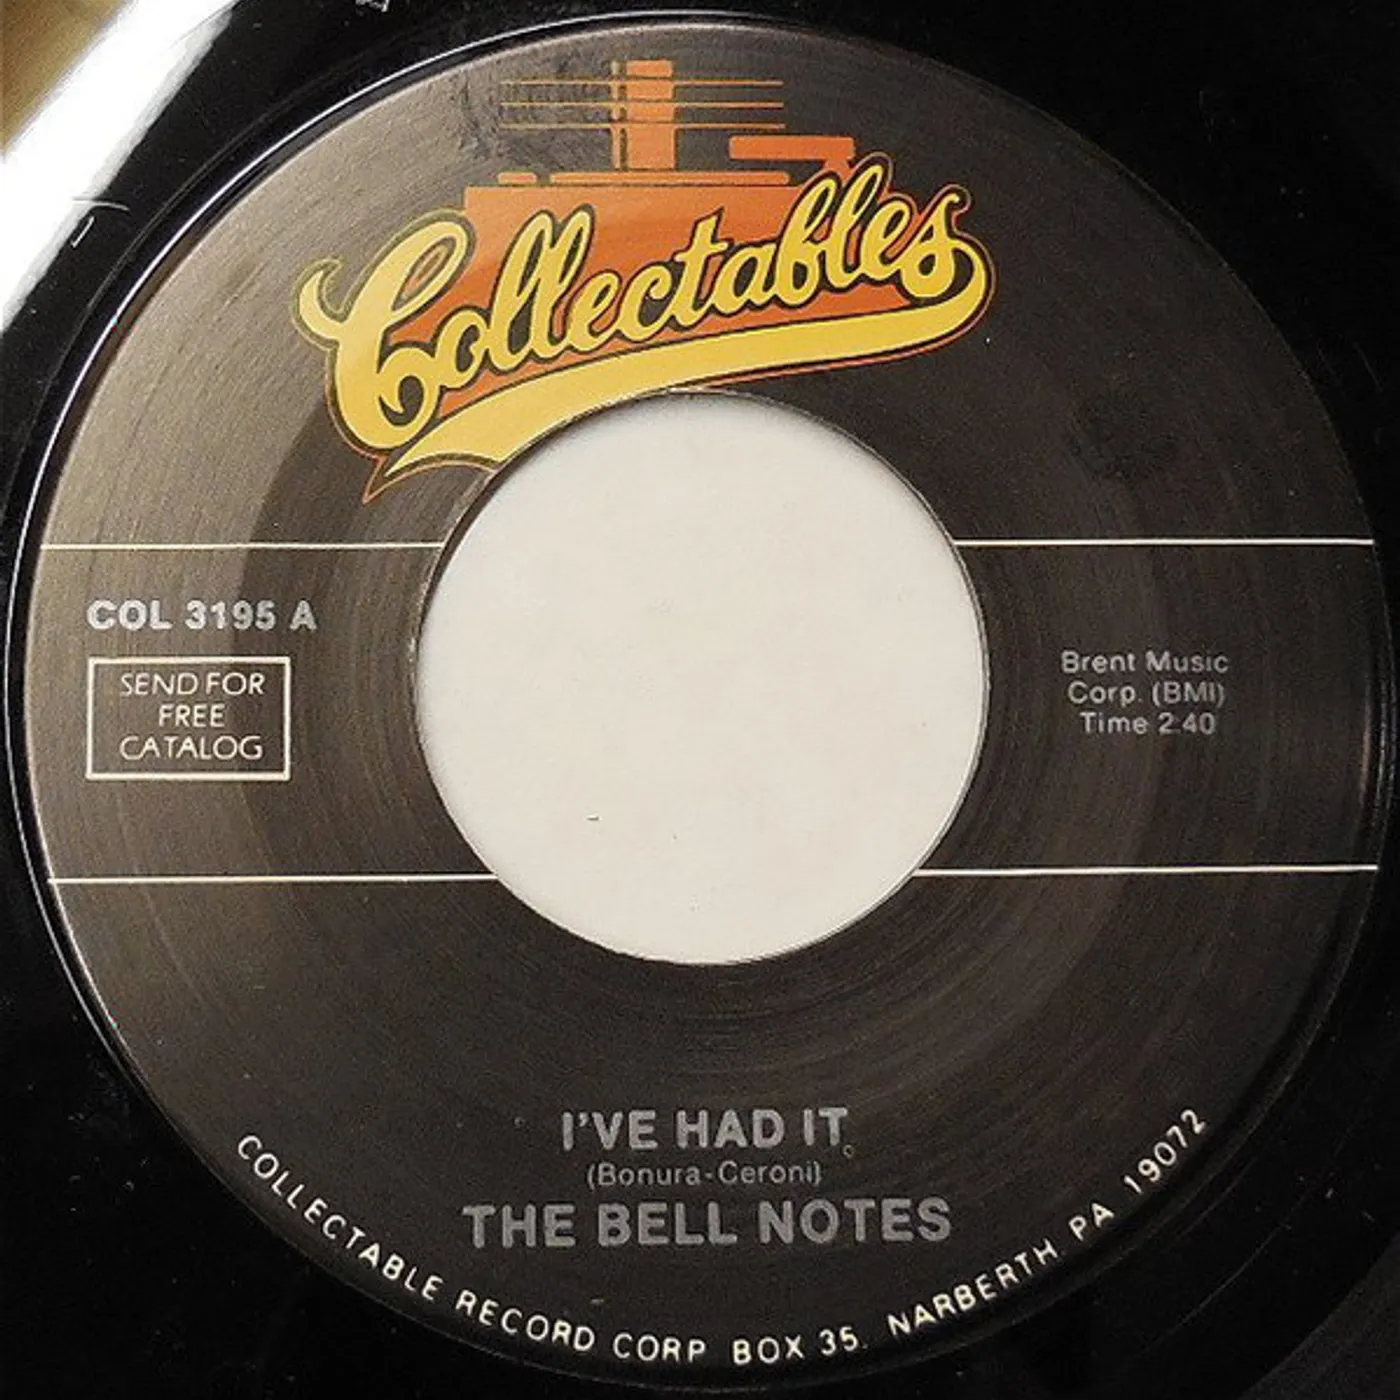 Collectables
COL 3195 A
SEND FOR
FREE
CATALOG
Brent Music
Corp. (BMI)
Time 2:40
I'VE HAD IT
(Bonura-Ceroni)
THE BELL NOTES
COLLECTABLE RECORD CORP BOX 35. NARBERTH PA 19072